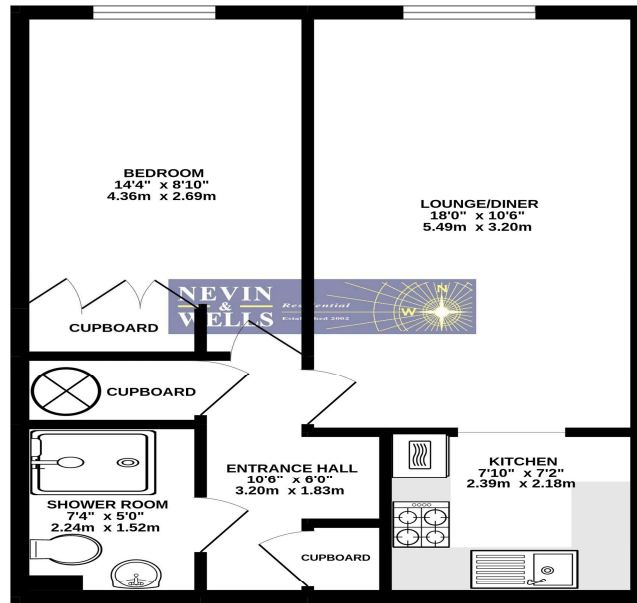 BEDROOM
14'4" x 8'10"
4.36m x 2.69m
LOUNGE/DINER
18'0" x 10'6"
5.49m x 3.20m
NEVIN
&
WELLS
Residential
Established 2002
N
W
CUPBOARD
CUPBOARD
ENTRANCE HALL
10'6" x 6'0"
3.20m x 1.83m
KITCHEN
7'10" x 7'2"
2.39m x 2.18m
SHOWER ROOM
7'4" x 5'0"
2.24m x 1.52m
CUPBOARD